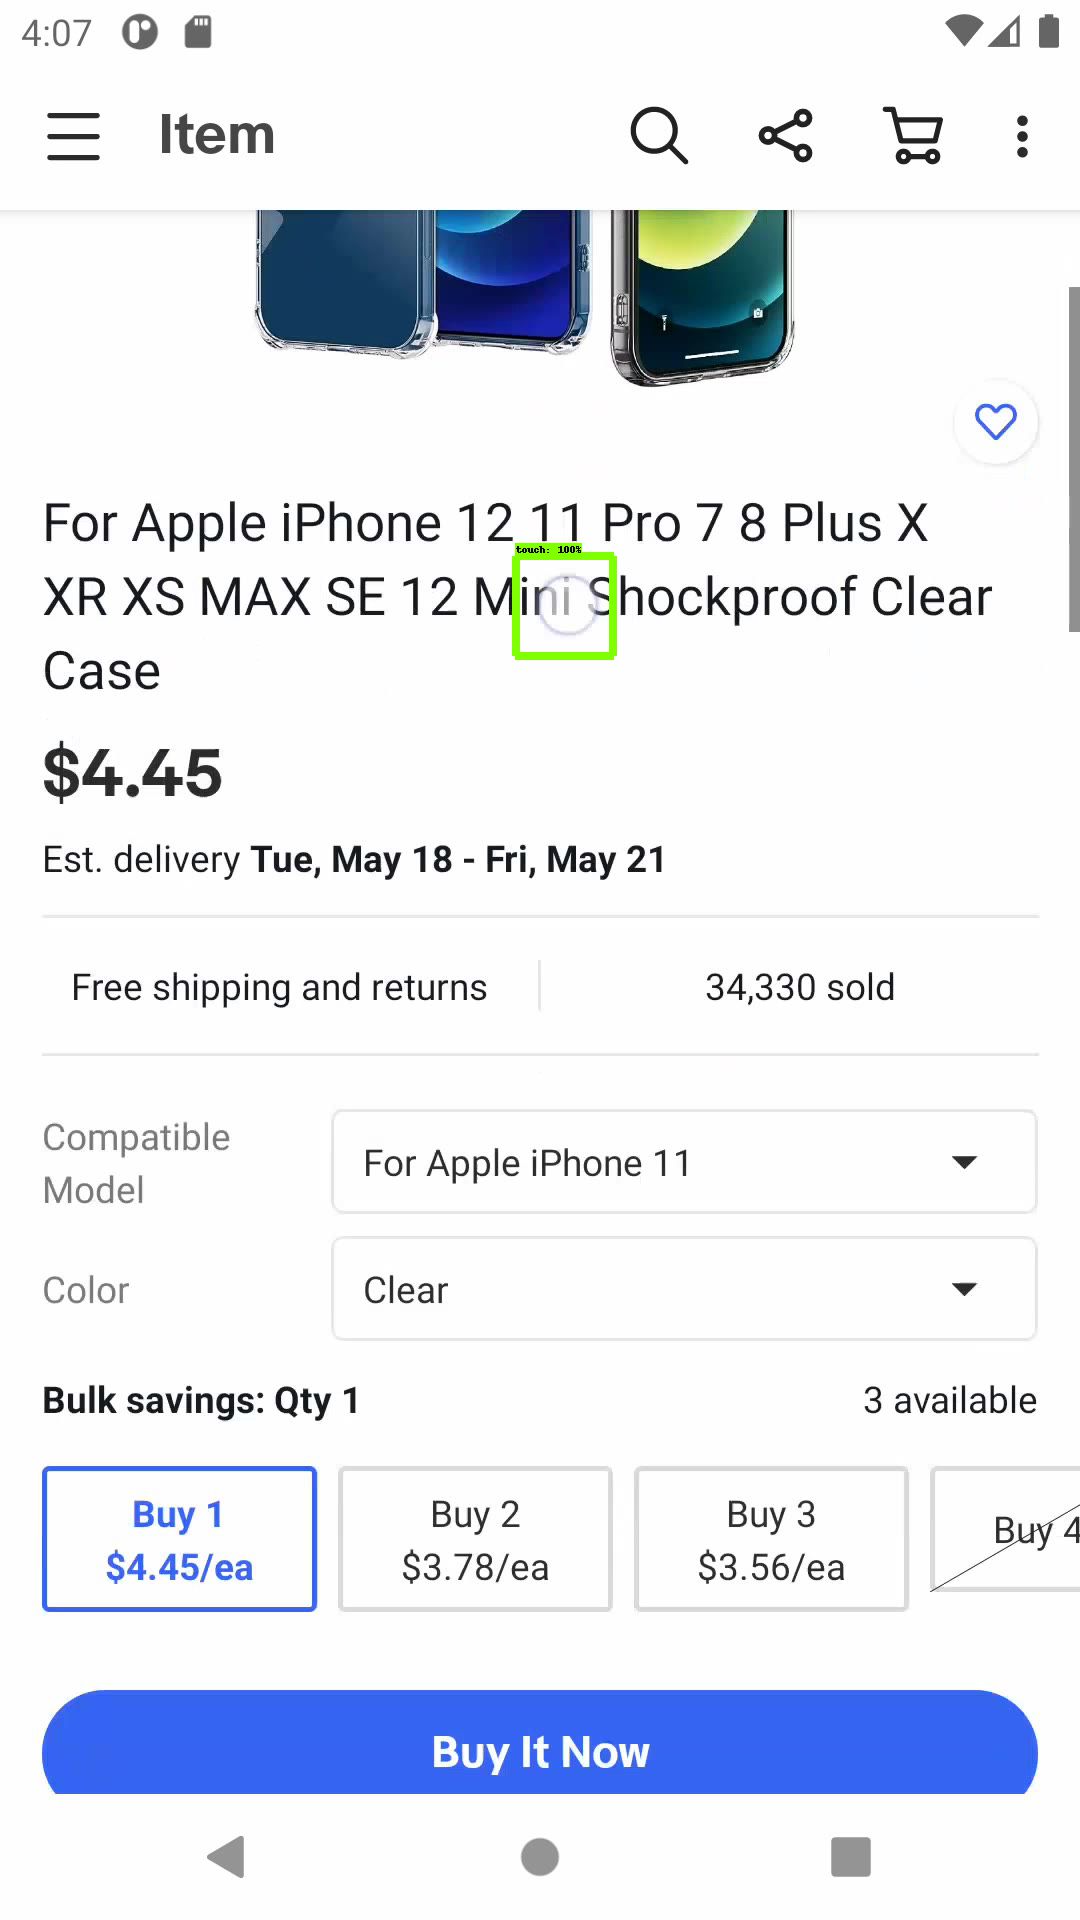 4:07
Item
For Apple iPhone 12 11 Pro 7 8 Plus X
touch: 100%
XR XS MAX SE 12 Mini Shockproof Clear
Case
$4.45
Est. delivery Tue, May 18 - Fri, May 21
Free shipping and returns
34,330 sold
Compatible
Model
For Apple iPhone 11
Color
Clear
Bulk savings: Qty 1
3 available
Buy 1
$4.45/ea
Buy 2
$3.78/ea
Buy 3
$3.56/ea
Buy 4
Buy It Now